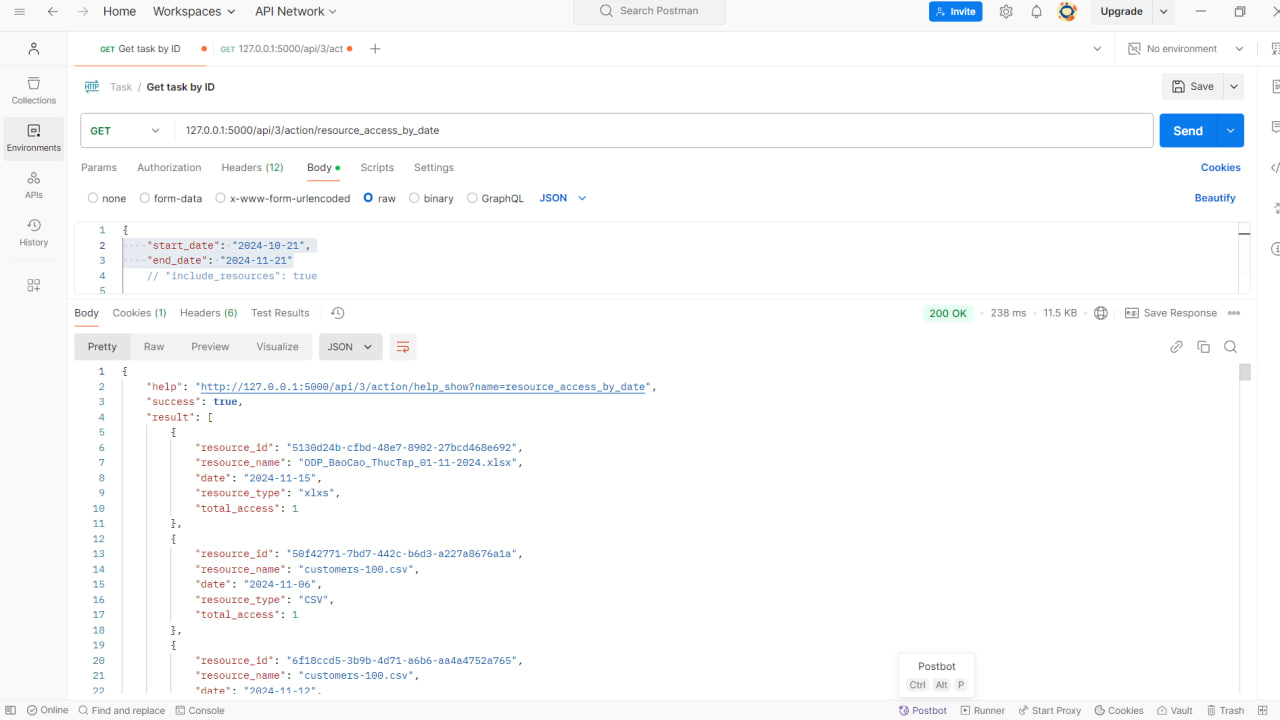 Home Workspaces API Network Search Postman Invite Upgrade
GET Get task by ID GET 127.0.0.1:5000/api/3/act No environment
Collections
Environments
APIs
History
HTTP Task / Get task by ID Save
GET 127.0.0.1:5000/api/3/action/resource_access_by_date Send
Params Authorization Headers (12) Body Scripts Settings Cookies
none form-data x-www-form-urlencoded raw binary GraphQL JSON Beautify
1 {
2 "start_date": "2024-10-21",
3 "end_date": "2024-11-21"
4 // "include_resources": true
5
Body Cookies (1) Headers (6) Test Results 200 OK 238 ms 11.5 KB Save Response
Pretty Raw Preview Visualize JSON
1 {
2 "help": "http://127.0.0.1:5000/api/3/action/help_show?name=resource_access_by_date",
3 "success": true,
4 "result": [
5 {
6 "resource_id": "5130d24b-cfbd-48e7-8902-27bcd468e692",
7 "resource_name": "ODP_BaoCao_ThucTap_01-11-2024.xlsx",
8 "date": "2024-11-15",
9 "resource_type": "xlxs",
10 "total_access": 1
11 },
12 {
13 "resource_id": "50f42771-7bd7-442c-b6d3-a227a8676a1a",
14 "resource_name": "customers-100.csv",
15 "date": "2024-11-06",
16 "resource_type": "CSV",
17 "total_access": 1
18 },
19 {
20 "resource_id": "6f18ccd5-3b9b-4d71-a6b6-aa4a4752a765",
21 "resource_name": "customers-100.csv",
22 "date": "2024-11-12",
Postbot
Ctrl Alt P
Online Find and replace Console Postbot Runner Start Proxy Cookies Vault Trash